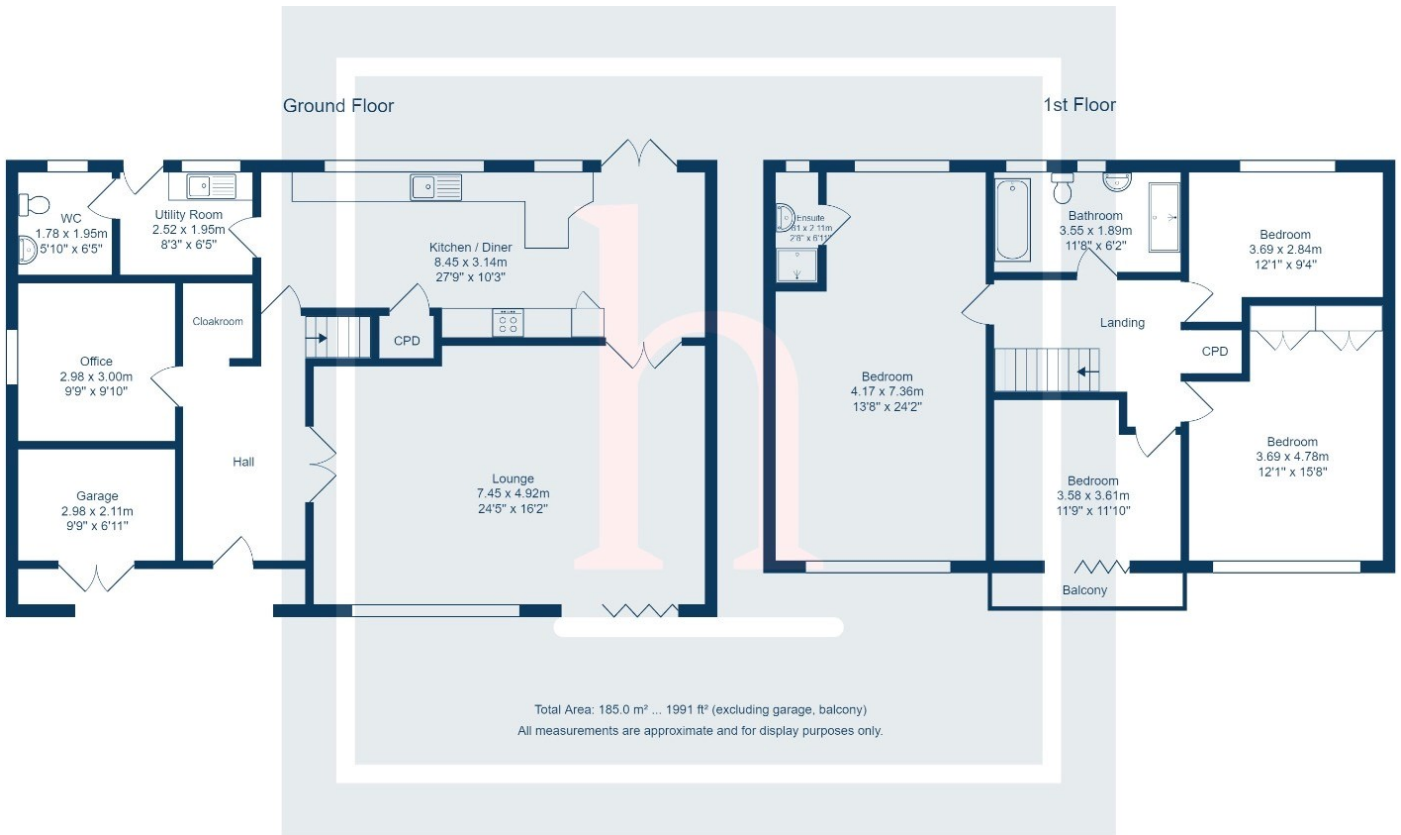 Ground Floor
1st Floor
WC
1.78 x 1.95m
5'10" x 6'5"
Utility Room
2.52 x 1.95m
8'3" x 6'5"
Kitchen / Diner
8.45 x 3.14m
27'9" x 10'3"
Cloakroom
CPD
Office
2.98 x 3.00m
9'9" x 9'10"
Hall
Garage
2.98 x 2.11m
9'9" x 6'11"
Lounge
7.45 x 4.92m
24'5" x 16'2"
Ensuite
x 2.11m
2'8" x 6'11"
Bathroom
3.55 x 1.89m
11'8" x 6'2"
Bedroom
3.69 x 2.84m
12'1" x 9'4"
Landing
CPD
Bedroom
4.17 x 7.36m
13'8" x 24'2"
Bedroom
3.69 x 4.78m
12'1" x 15'8"
Bedroom
3.58 x 3.61m
11'9" x 11'10"
Balcony
h
Total Area: 185.0 m² ... 1991 ft² (excluding garage, balcony)
All measurements are approximate and for display purposes only.